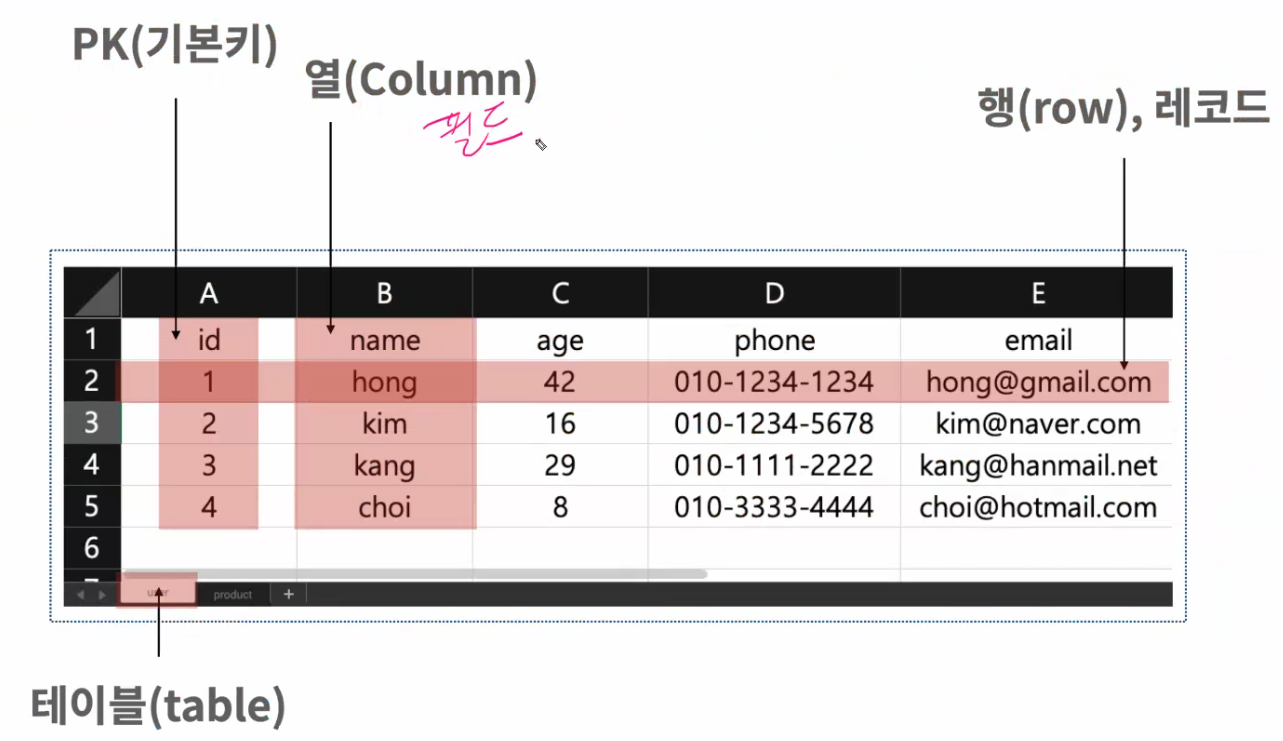 PK(기본키)
열(Column)
필드
행(row), 레코드
A B C D E
1 id name age phone email
2 1 hong 42 010-1234-1234 hong@gmail.com
3 2 kim 16 010-1234-5678 kim@naver.com
4 3 kang 29 010-1111-2222 kang@hanmail.net
5 4 choi 8 010-3333-4444 choi@hotmail.com
6
user product +
테이블(table)